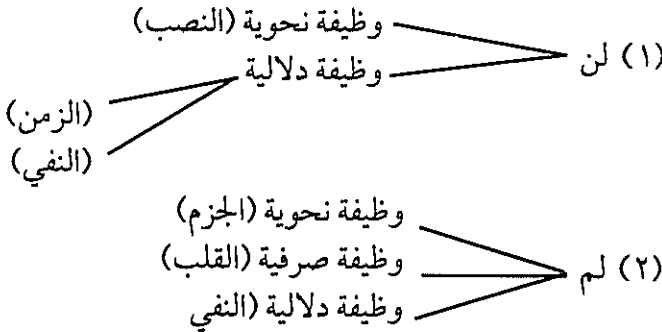 وظيفة نحوية (النصب)
(١) لن
وظيفة دلالية
(الزمن)
(النفي)
وظيفة نحوية (الجزم)
(٢) لم
وظيفة صرفية (القلب)
وظيفة دلالية (النفي